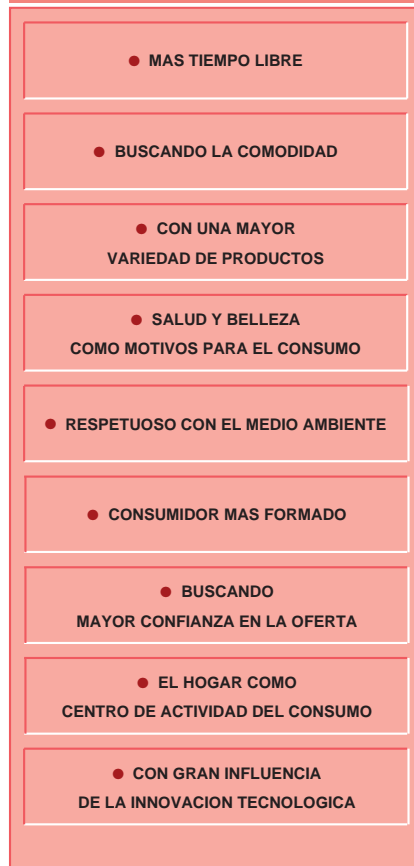 ● MAS TIEMPO LIBRE
● BUSCANDO LA COMODIDAD
● CON UNA MAYOR
VARIEDAD DE PRODUCTOS
● SALUD Y BELLEZA
COMO MOTIVOS PARA EL CONSUMO
● RESPETUOSO CON EL MEDIO AMBIENTE
● CONSUMIDOR MAS FORMADO
● BUSCANDO
MAYOR CONFIANZA EN LA OFERTA
● EL HOGAR COMO
CENTRO DE ACTIVIDAD DEL CONSUMO
● CON GRAN INFLUENCIA
DE LA INNOVACION TECNOLOGICA